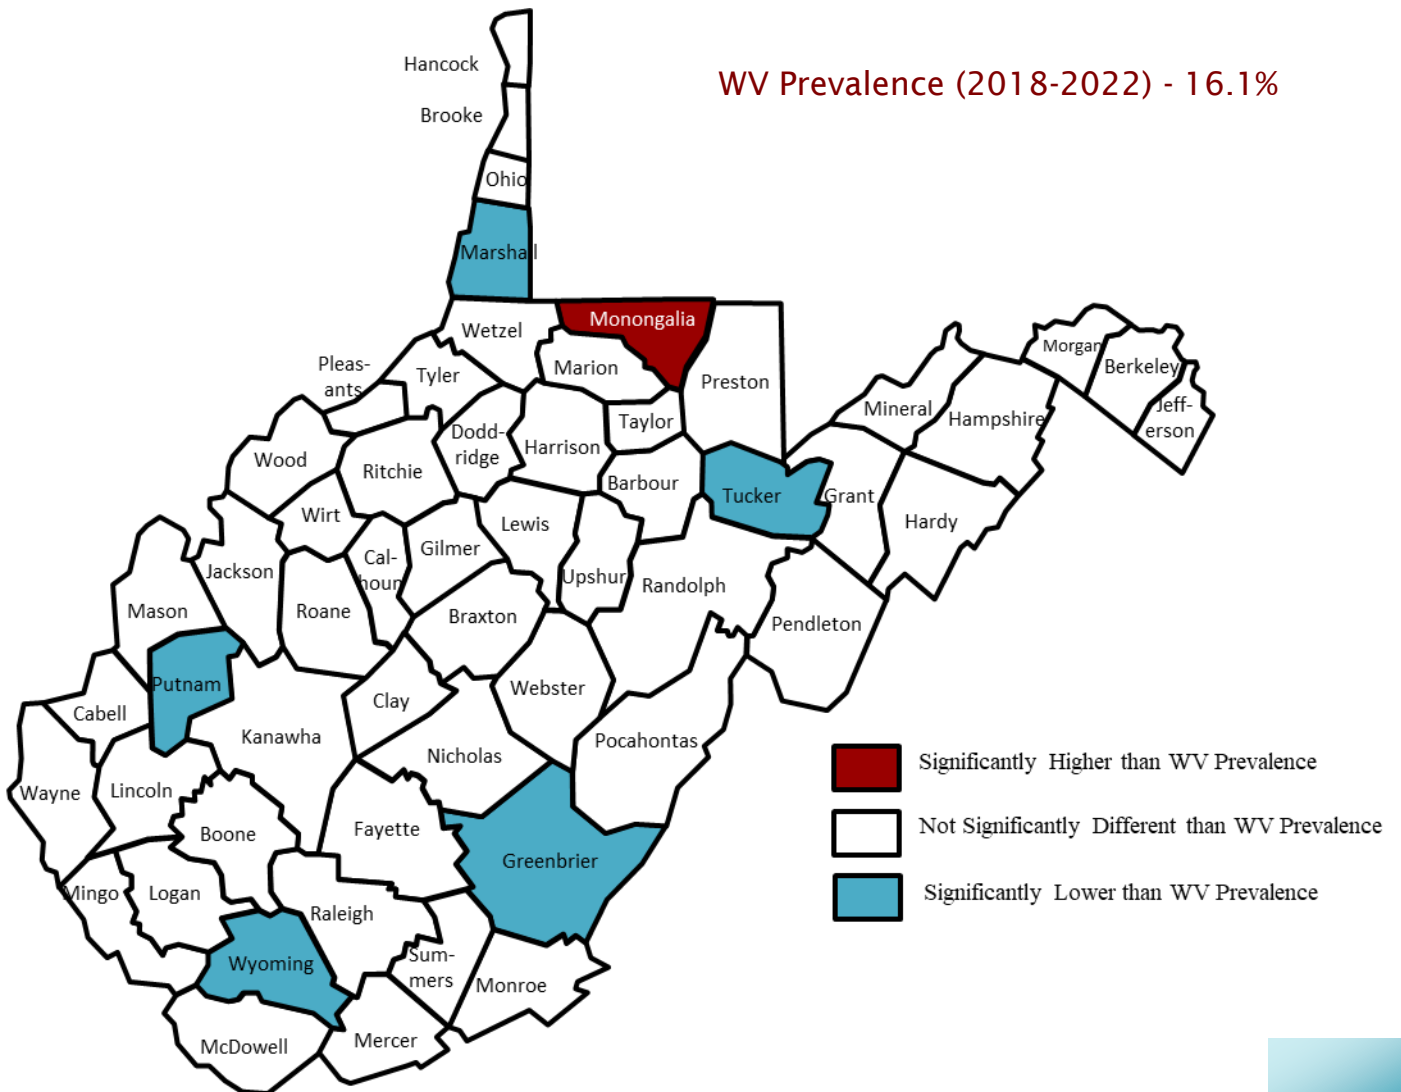 Hancock
WV Prevalence (2018-2022) - 16.1%
Brooke
Ohio
Marshall
Monongalia
Wetzel
Marion
Pleas-
ants
Tyler
Preston
Morgan
Berkeley
Jeff-
erson
Mineral
Hampshire
Taylor
Dodd-
ridge
Harrison
Wood
Ritchie
Barbour
Tucker
Grant
Hardy
Wirt
Lewis
Gilmer
Cal-
houn
Jackson
Upshur
Randolph
Mason
Roane
Braxton
Pendleton
Putnam
Webster
Clay
Cabell
Kanawha
Pocahontas
Nicholas
Significantly Higher than WV Prevalence
Wayne
Lincoln
Boone
Fayette
Not Significantly Different than WV Prevalence
Greenbrier
Mingo
Logan
Significantly Lower than WV Prevalence
Raleigh
Wyoming
Sum-
mers
Monroe
McDowell
Mercer